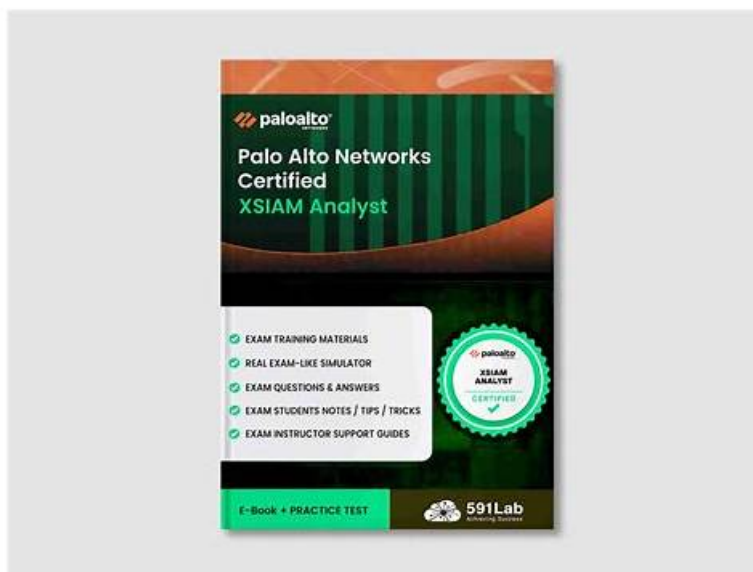 paloalto
NETWORKS
Palo Alto Networks
Certified
XSIAM Analyst
EXAM TRAINING MATERIALS
REAL EXAM-LIKE SIMULATOR
EXAM QUESTIONS & ANSWERS
EXAM STUDENTS NOTES / TIPS / TRICKS
EXAM INSTRUCTOR SUPPORT GUIDES
paloalto
XSIAM
ANALYST
CERTIFIED
E-Book + PRACTICE TEST
591Lab
Achieving Success